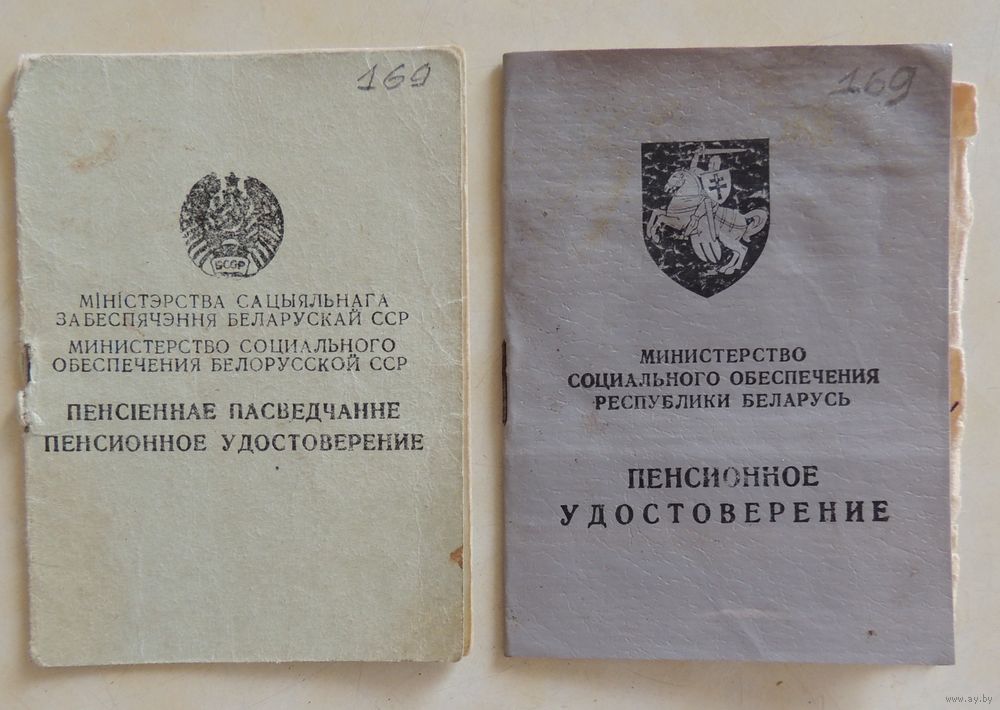 169
БССР
МІНІСТЭРСТВА САЦЫЯЛЬНАГА
ЗАБЕСПЯЧЭННЯ БЕЛАРУСКАЙ ССР
МИНИСТЕРСТВО СОЦИАЛЬНОГО
ОБЕСПЕЧЕНИЯ БЕЛОРУССКОЙ ССР
ПЕНСІЕННАЕ ПАСВЕДЧАННЕ
ПЕНСИОННОЕ УДОСТОВЕРЕНИЕ
169
МИНИСТЕРСТВО
СОЦИАЛЬНОГО ОБЕСПЕЧЕНИЯ
РЕСПУБЛИКИ БЕЛАРУСЬ
ПЕНСИОННОЕ
УДОСТОВЕРЕНИЕ
www.ay.by